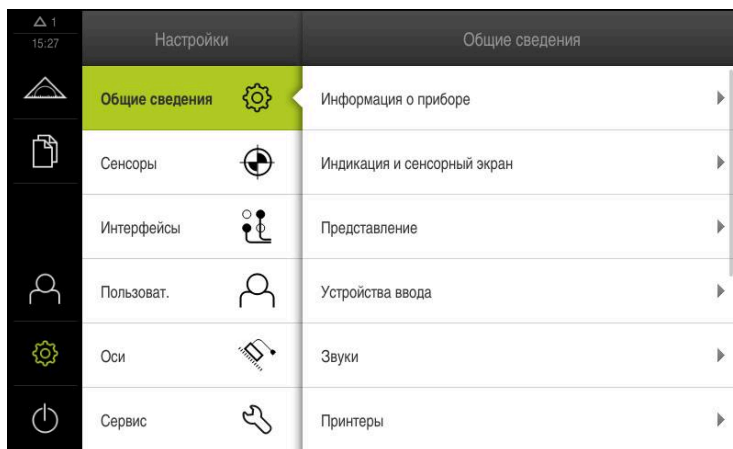 1
15:27
Настройки
Общие сведения
Общие сведения
Сенсоры
Интерфейсы
Пользоват.
Оси
Сервис
Информация о приборе
Индикация и сенсорный экран
Представление
Устройства ввода
Звуки
Принтеры